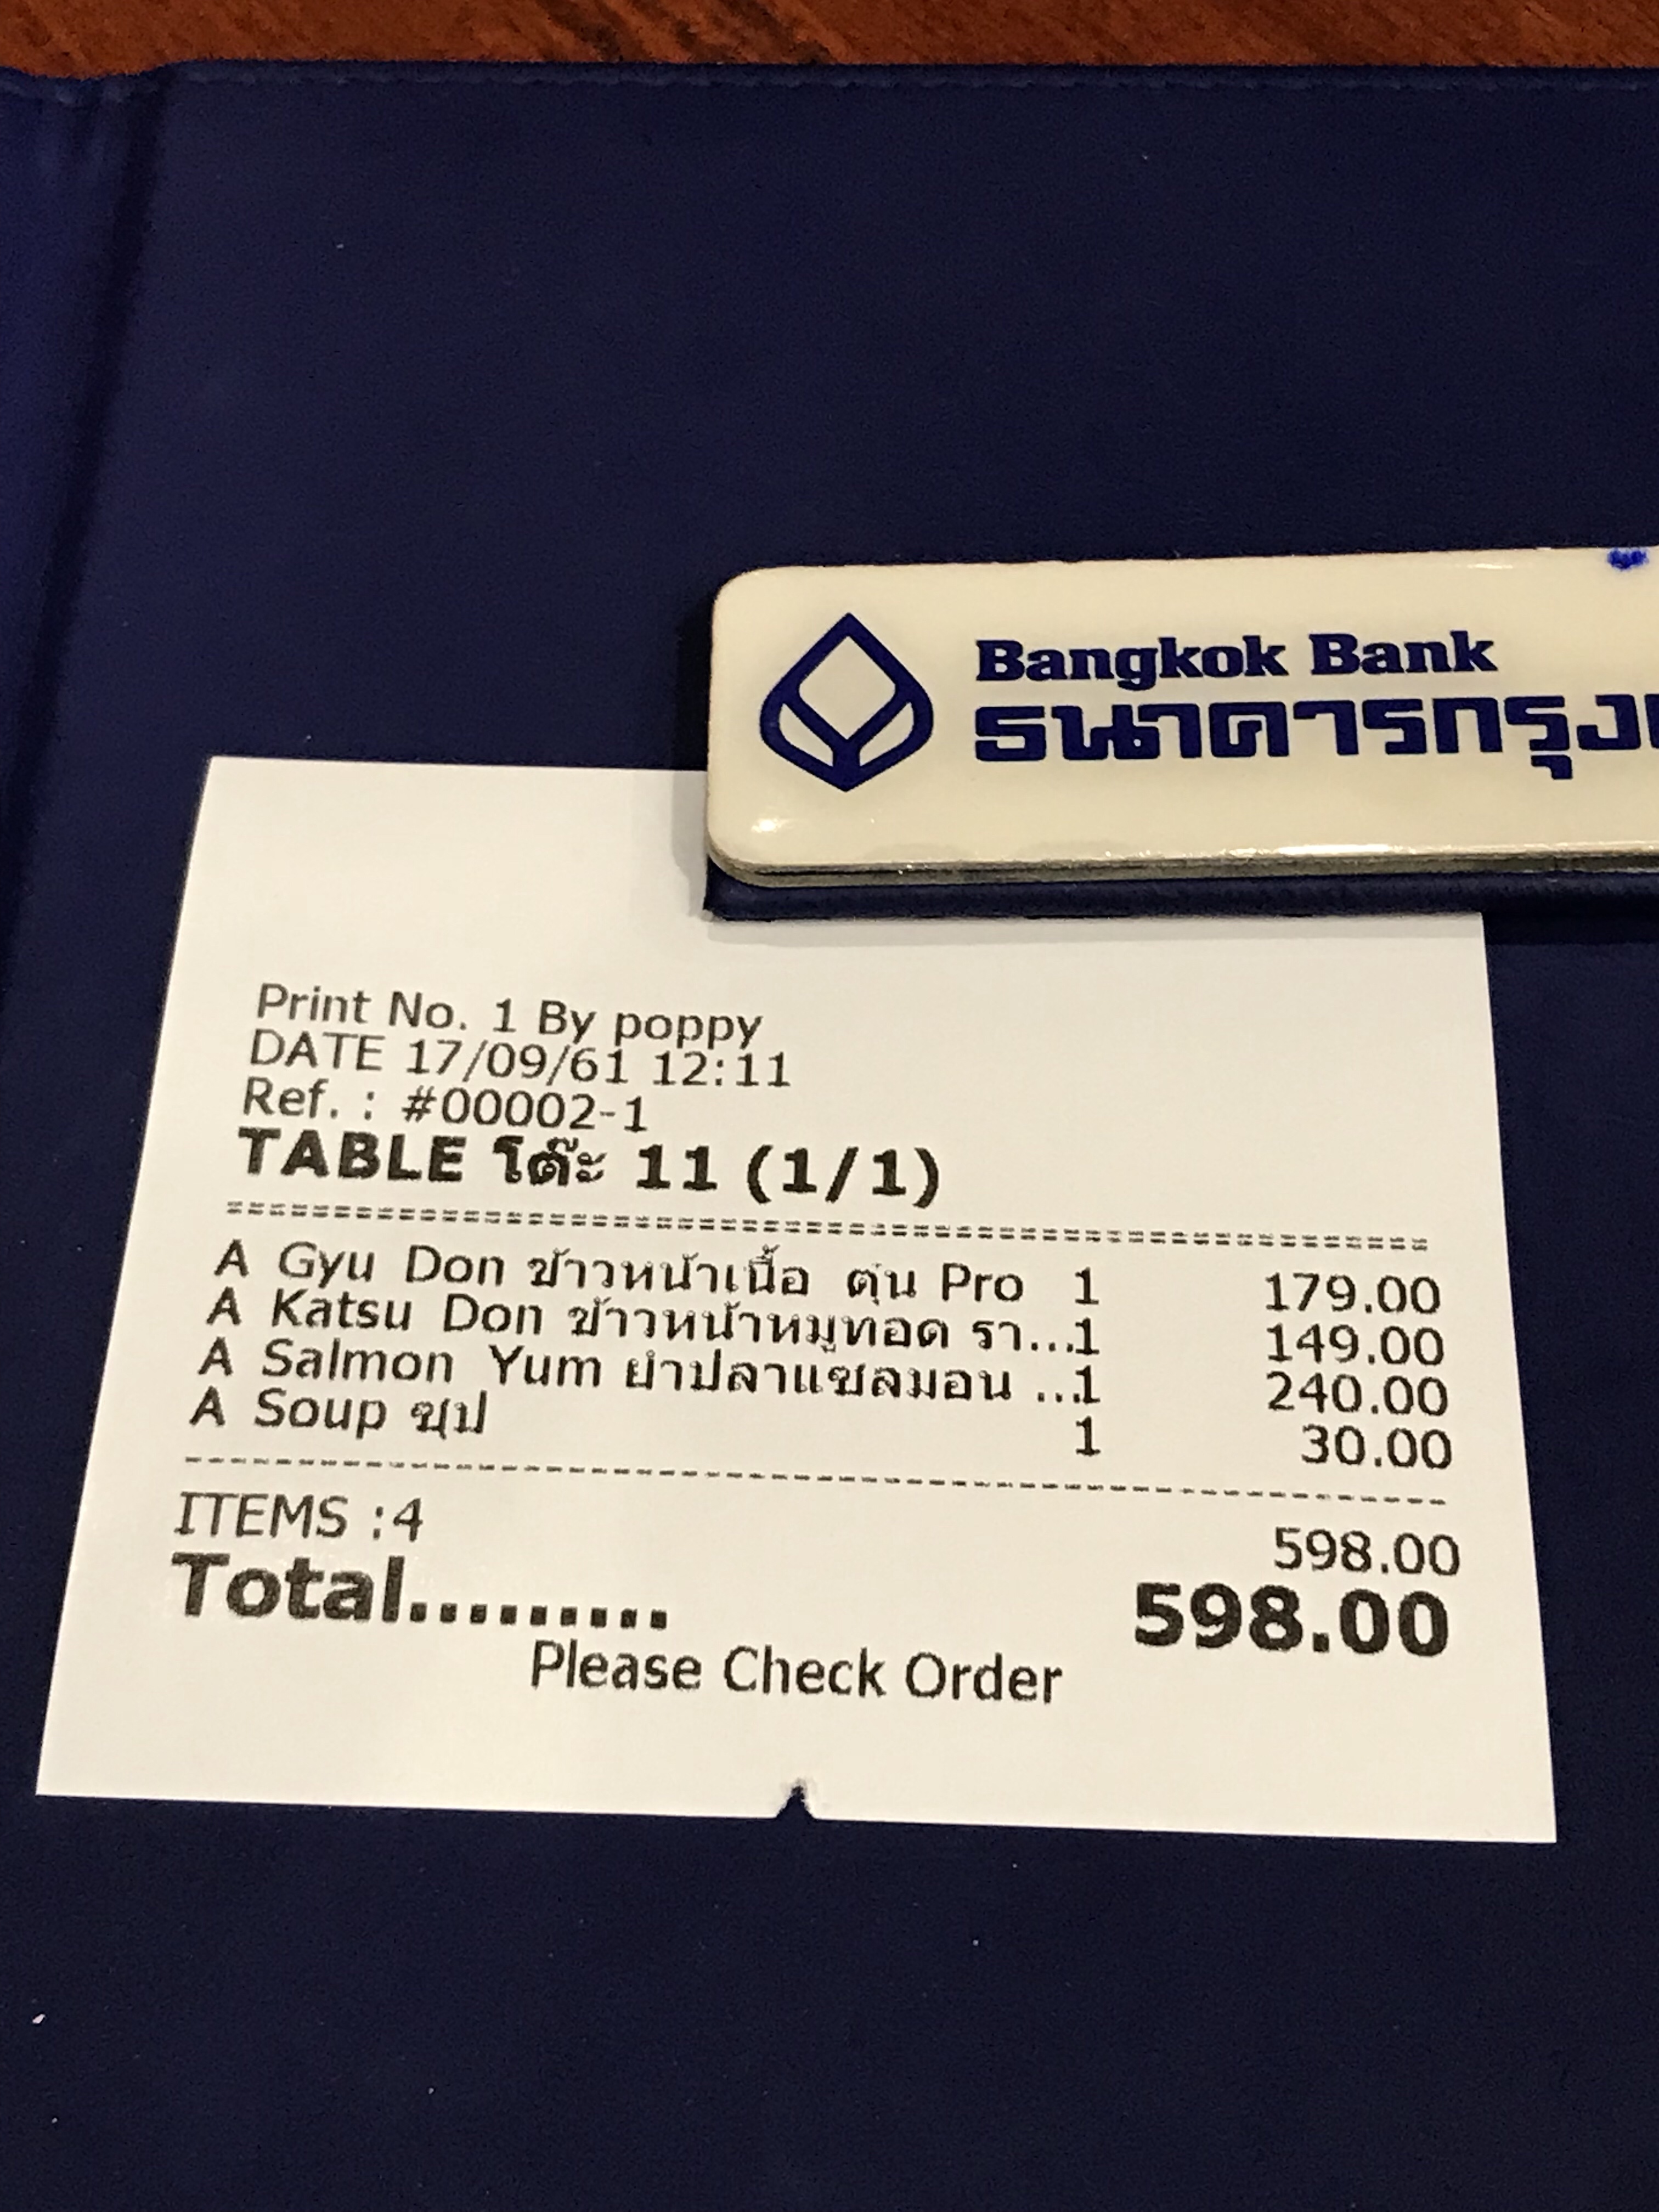 Bangkok Bank
ธนาคารกรุง
Print No. 1 By poppy
DATE 17/09/61 12:11
Ref. : #00002-1
TABLE โต๊ะ 11 (1/1)
================================================
A Gyu Don ข้าวหน้าเนื้อ ตุ๋น Pro 1 179.00
A Katsu Don ข้าวหน้าหมูทอด รา...1 149.00
A Salmon Yum ยำปลาแซลมอน ...1 240.00
A Soup ซุป 1 30.00
------------------------------------------------
ITEMS :4 598.00
Total......... 598.00
Please Check Order